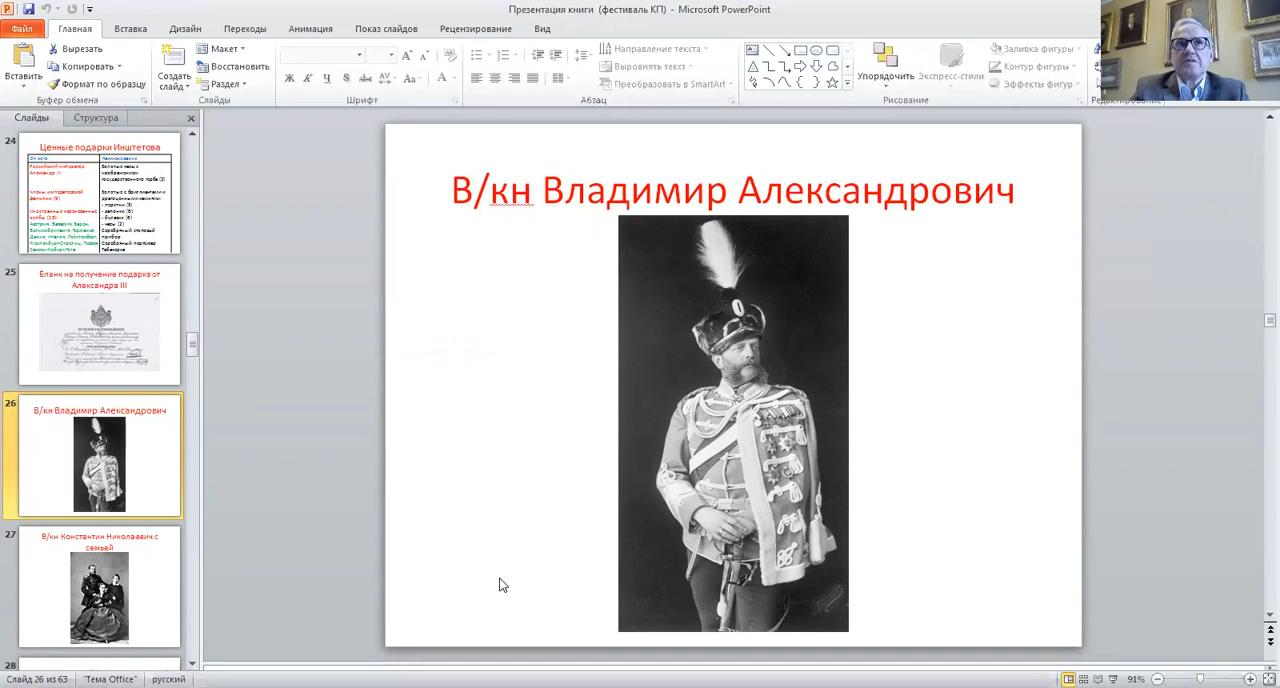 Презентация книги (фестиваль КП) - Microsoft PowerPoint
Файл
Главная
Вставка
Дизайн
Переходы
Анимация
Показ слайдов
Рецензирование
Вид
Вставить
Вырезать
Копировать
Формат по образцу
Буфер обмена
Создать слайд
Макет
Восстановить
Раздел
Слайды
Шрифт
Направление текста
Выровнять текст
Преобразовать в SmartArt
Абзац
Упорядочить
Экспресс-стили
Заливка фигуры
Контур фигуры
Эффекты фигур
Рисование
Слайды
Структура
24
Ценные подарки Инштетова
25
Бланк на получение подарка от
Александра III
26
В/кн Владимир Александрович
27
В/кн Константин Николаевич с
семьей
28
В/кн Владимир Александрович
Слайд 26 из 63
"Тема Office"
русский
91%